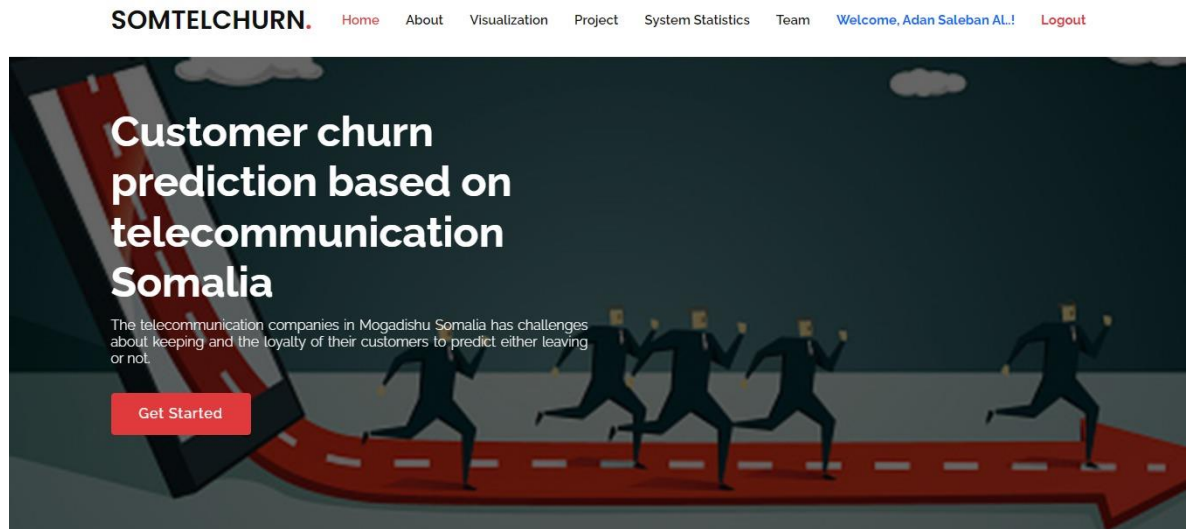 SOMTELCHURN. Home About Visualization Project System Statistics Team Welcome, Adan Saleban Al..! Logout
Customer churn
prediction based on
telecommunication
Somalia
The telecommunication companies in Mogadishu Somalia has challenges
about keeping and the loyalty of their customers to predict either leaving
or not.
Get Started